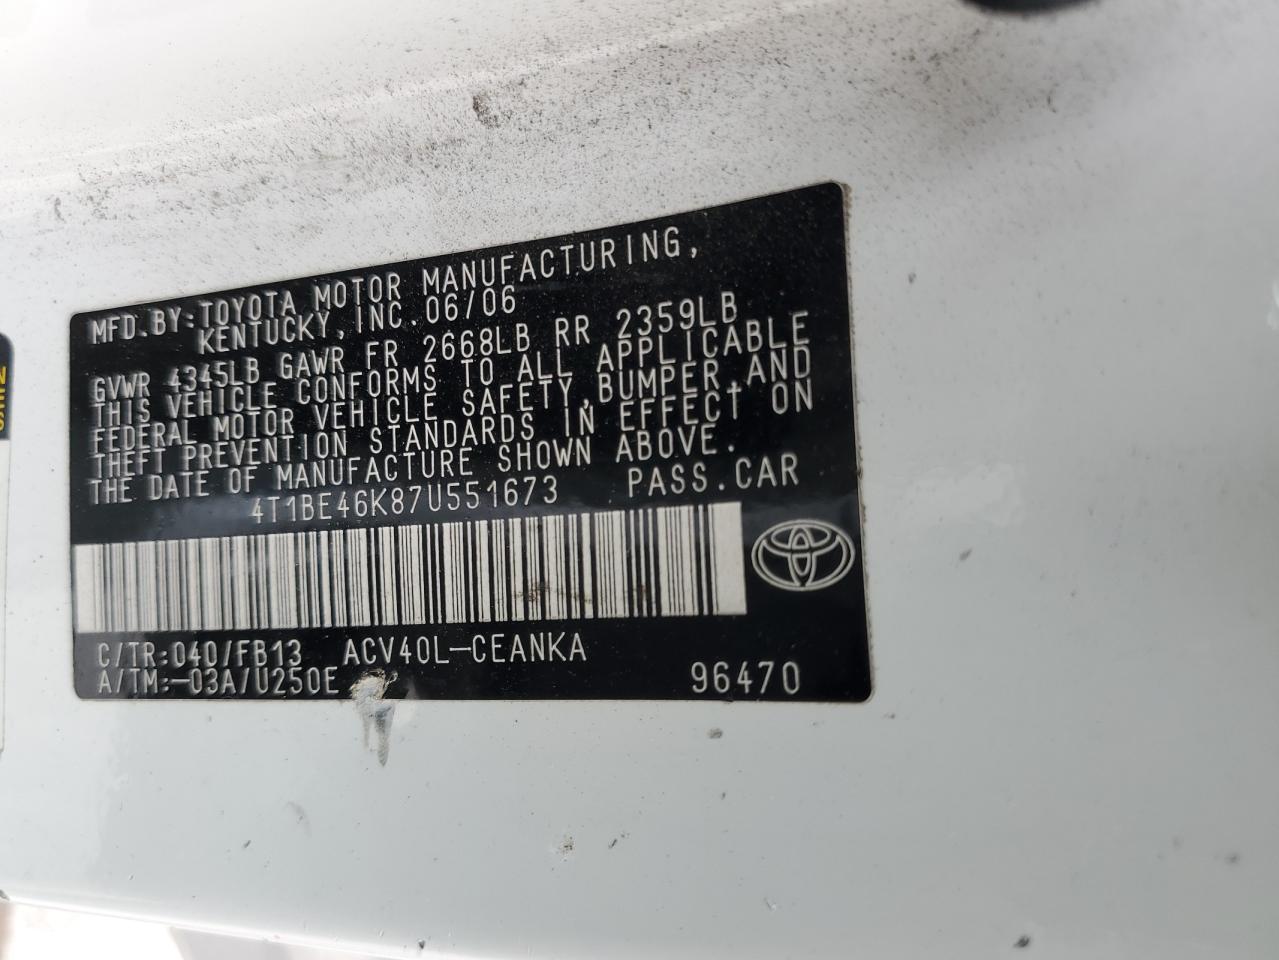 MFD.BY:TOYOTA MOTOR MANUFACTURING,
KENTUCKY,INC.06/06
GVWR 4345LB GAWR FR 2668LB RR 2359LB
THIS VEHICLE CONFORMS TO ALL APPLICABLE
FEDERAL MOTOR VEHICLE SAFETY,BUMPER,AND
THEFT PREVENTION STANDARDS IN EFFECT ON
THE DATE OF MANUFACTURE SHOWN ABOVE.
4T1BE46K87U551673 PASS.CAR
C/TR:040/FB13 ACV40L-CEANKA
A/TM:-03A/U250E 96470